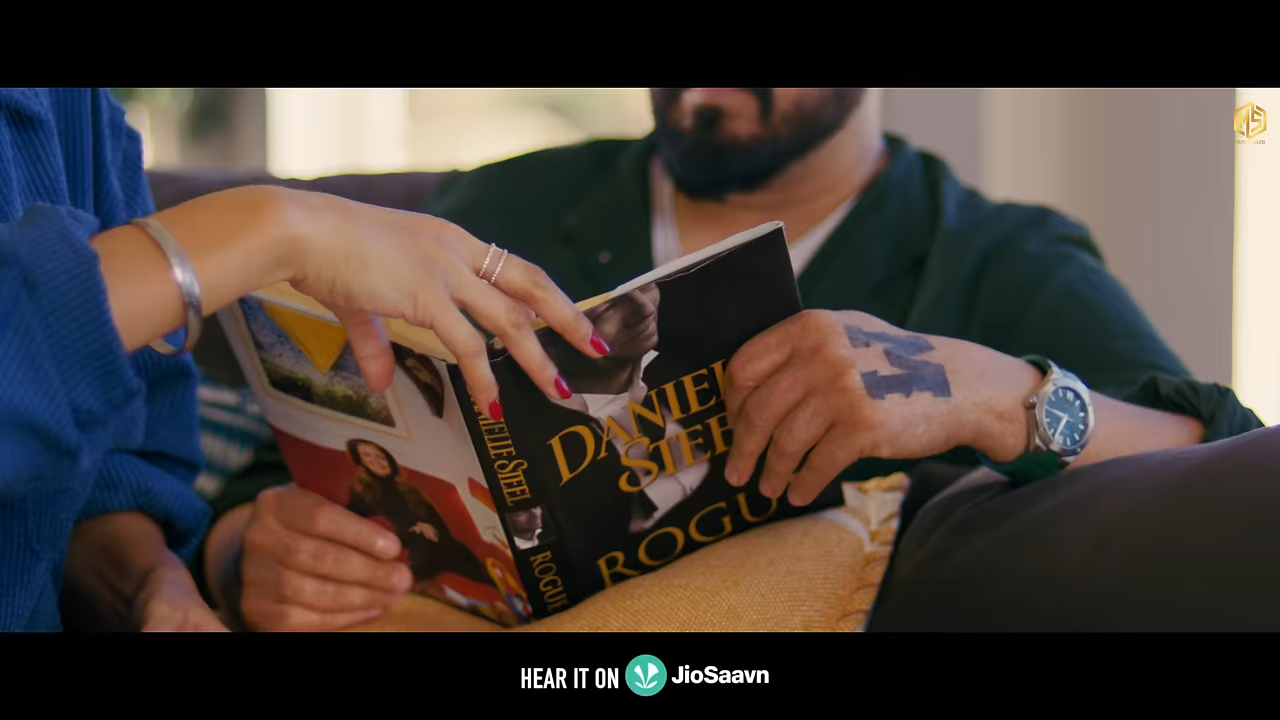 DANIEL
STEEL
ROGUE
DANIELLE STEEL
ROGUE
HEAR IT ON JioSaavn